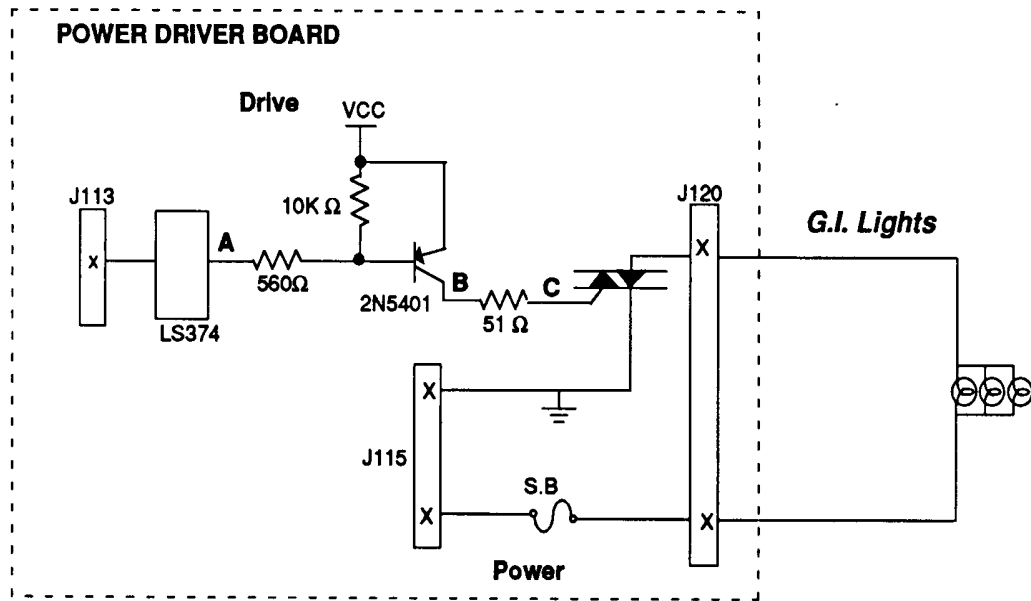 POWER DRIVER BOARD
Drive
VCC
J113
10K Ω
J120
G.I. Lights
A
X
X
560Ω
B
C
2N5401
51 Ω
LS374
X
J115
S.B
X
X
Power